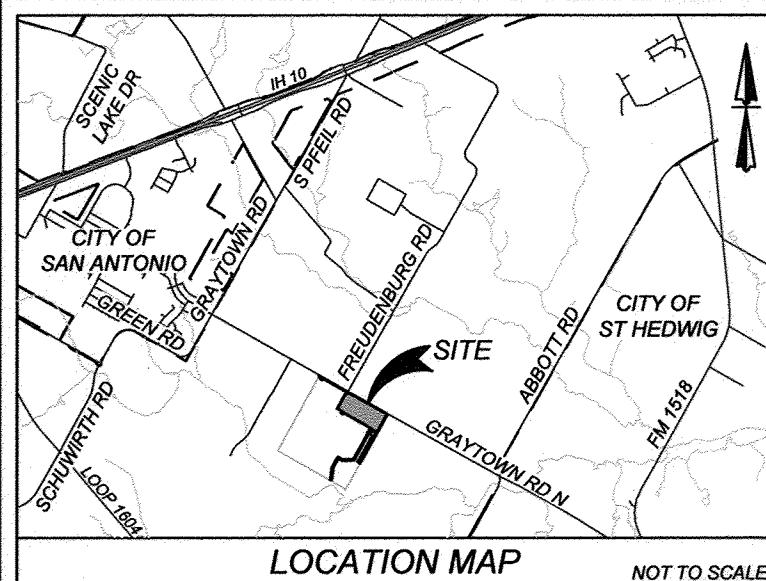 SCENIC
LAKE DR
IH 10
S PFEIL RD
CITY OF
SAN ANTONIO
GRAYTOWN RD
GREEN RD
FREUDENBURG RD
SITE
ABBOTT RD
CITY OF
ST HEDWIG
FM 1518
SCHUWIRTH RD
LOOP 1604
GRAYTOWN RD N
LOCATION MAP
NOT TO SCALE